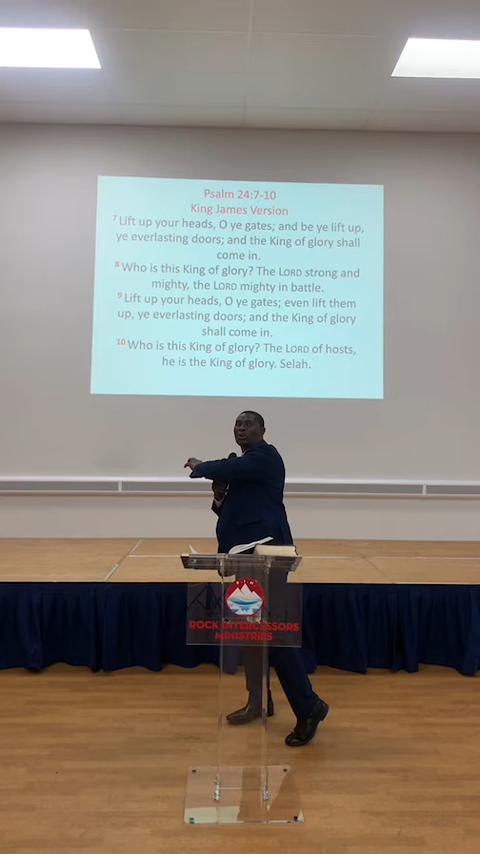 Psalm 24:7-10
King James Version
7 Lift up your heads, O ye gates; and be ye lift up,
ye everlasting doors; and the King of glory shall
come in.
8 Who is this King of glory? The LORD strong and
mighty, the LORD mighty in battle.
9 Lift up your heads, O ye gates; even lift them
up, ye everlasting doors; and the King of glory
shall come in.
10 Who is this King of glory? The LORD of hosts,
he is the King of glory. Selah.
ROCK INTERCESSORS
MINISTRIES